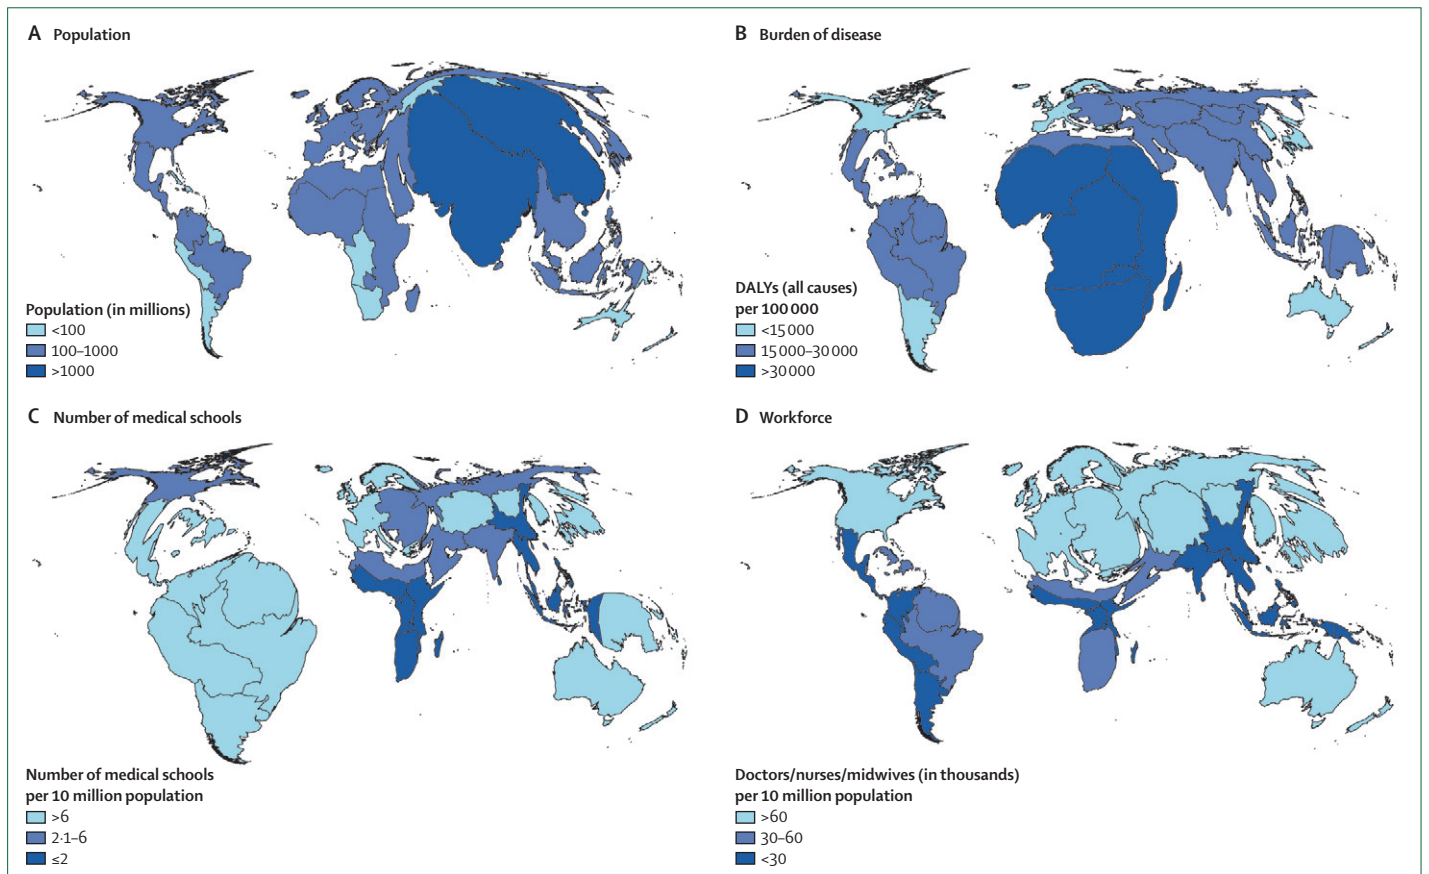 A Population
Population (in millions)
<100
100–1000
>1000
B Burden of disease
DALYs (all causes)
per 100 000
<15 000
15 000–30 000
>30 000
C Number of medical schools
Number of medical schools
per 10 million population
>6
2·1–6
≤2
D Workforce
Doctors/nurses/midwives (in thousands)
per 10 million population
>60
30–60
<30